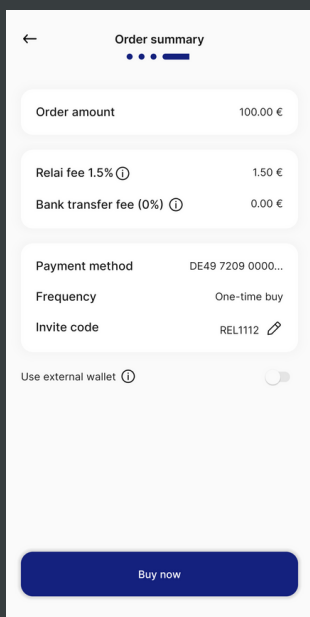 Order summary
Order amount 100.00 €
Relai fee 1.5% 1.50 €
Bank transfer fee (0%) 0.00 €
Payment method DE49 7209 0000...
Frequency One-time buy
Invite code REL1112
Use external wallet
Buy now